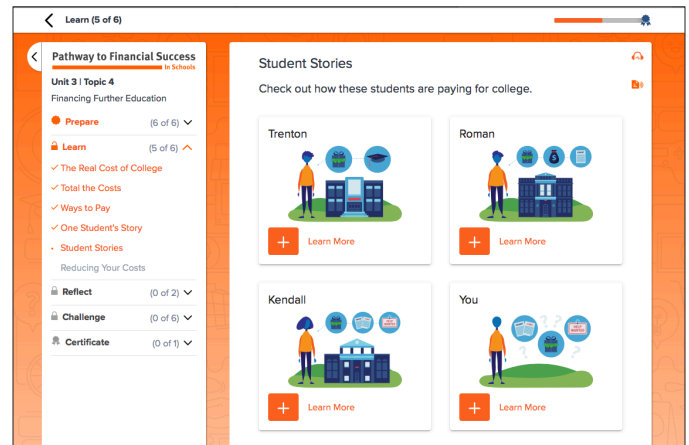 Learn (5 of 6)
Pathway to Financial Success
In Schools
Unit 3 | Topic 4
Financing Further Education
Prepare (6 of 6)
Learn (5 of 6)
The Real Cost of College
Total the Costs
Ways to Pay
One Student's Story
Student Stories
Reducing Your Costs
Reflect (0 of 2)
Challenge (0 of 6)
Certificate (0 of 1)
Student Stories
Check out how these students are paying for college.
Trenton
+ Learn More
Roman
$
+ Learn More
Kendall
HELP
WANTED
+ Learn More
You
? ? ? ?
HELP
WANTED
+ Learn More